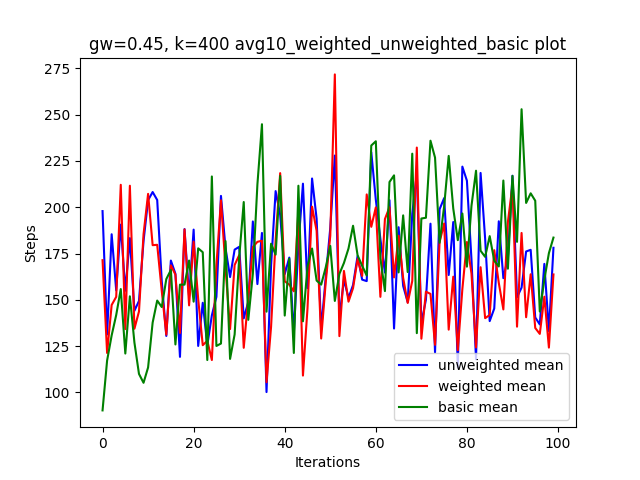 gw=0.45, k=400 avg10_weighted_unweighted_basic plot
Steps
275
250
225
200
175
150
125
100
0 20 40 60 80 100
Iterations
unweighted mean
weighted mean
basic mean